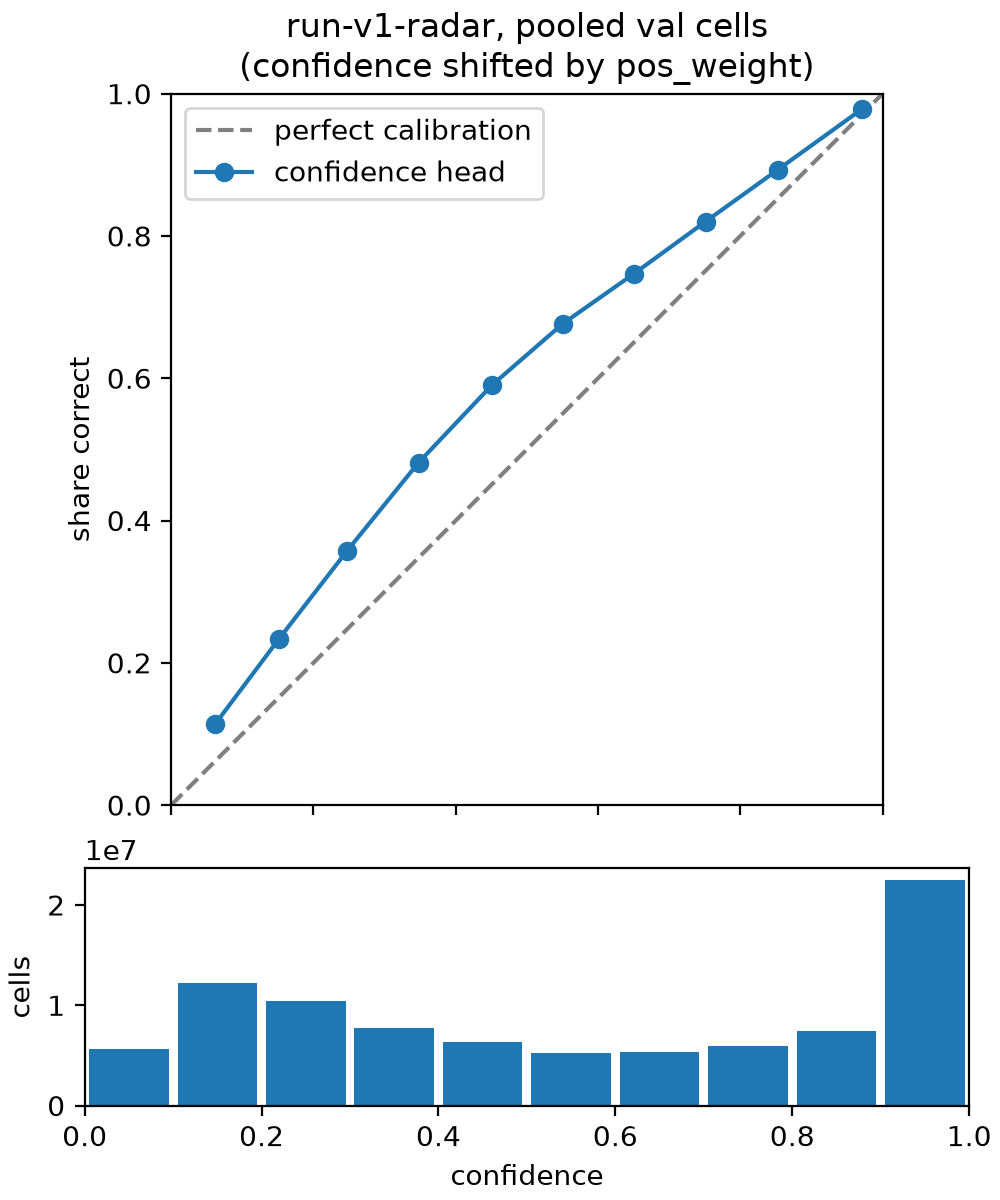 run-v1-radar, pooled val cells
(confidence shifted by pos_weight)
1.0
perfect calibration
confidence head
0.8
0.6
share correct
0.4
0.2
0.0
1e7
2
cells
1
0
0.0 0.2 0.4 0.6 0.8 1.0
confidence